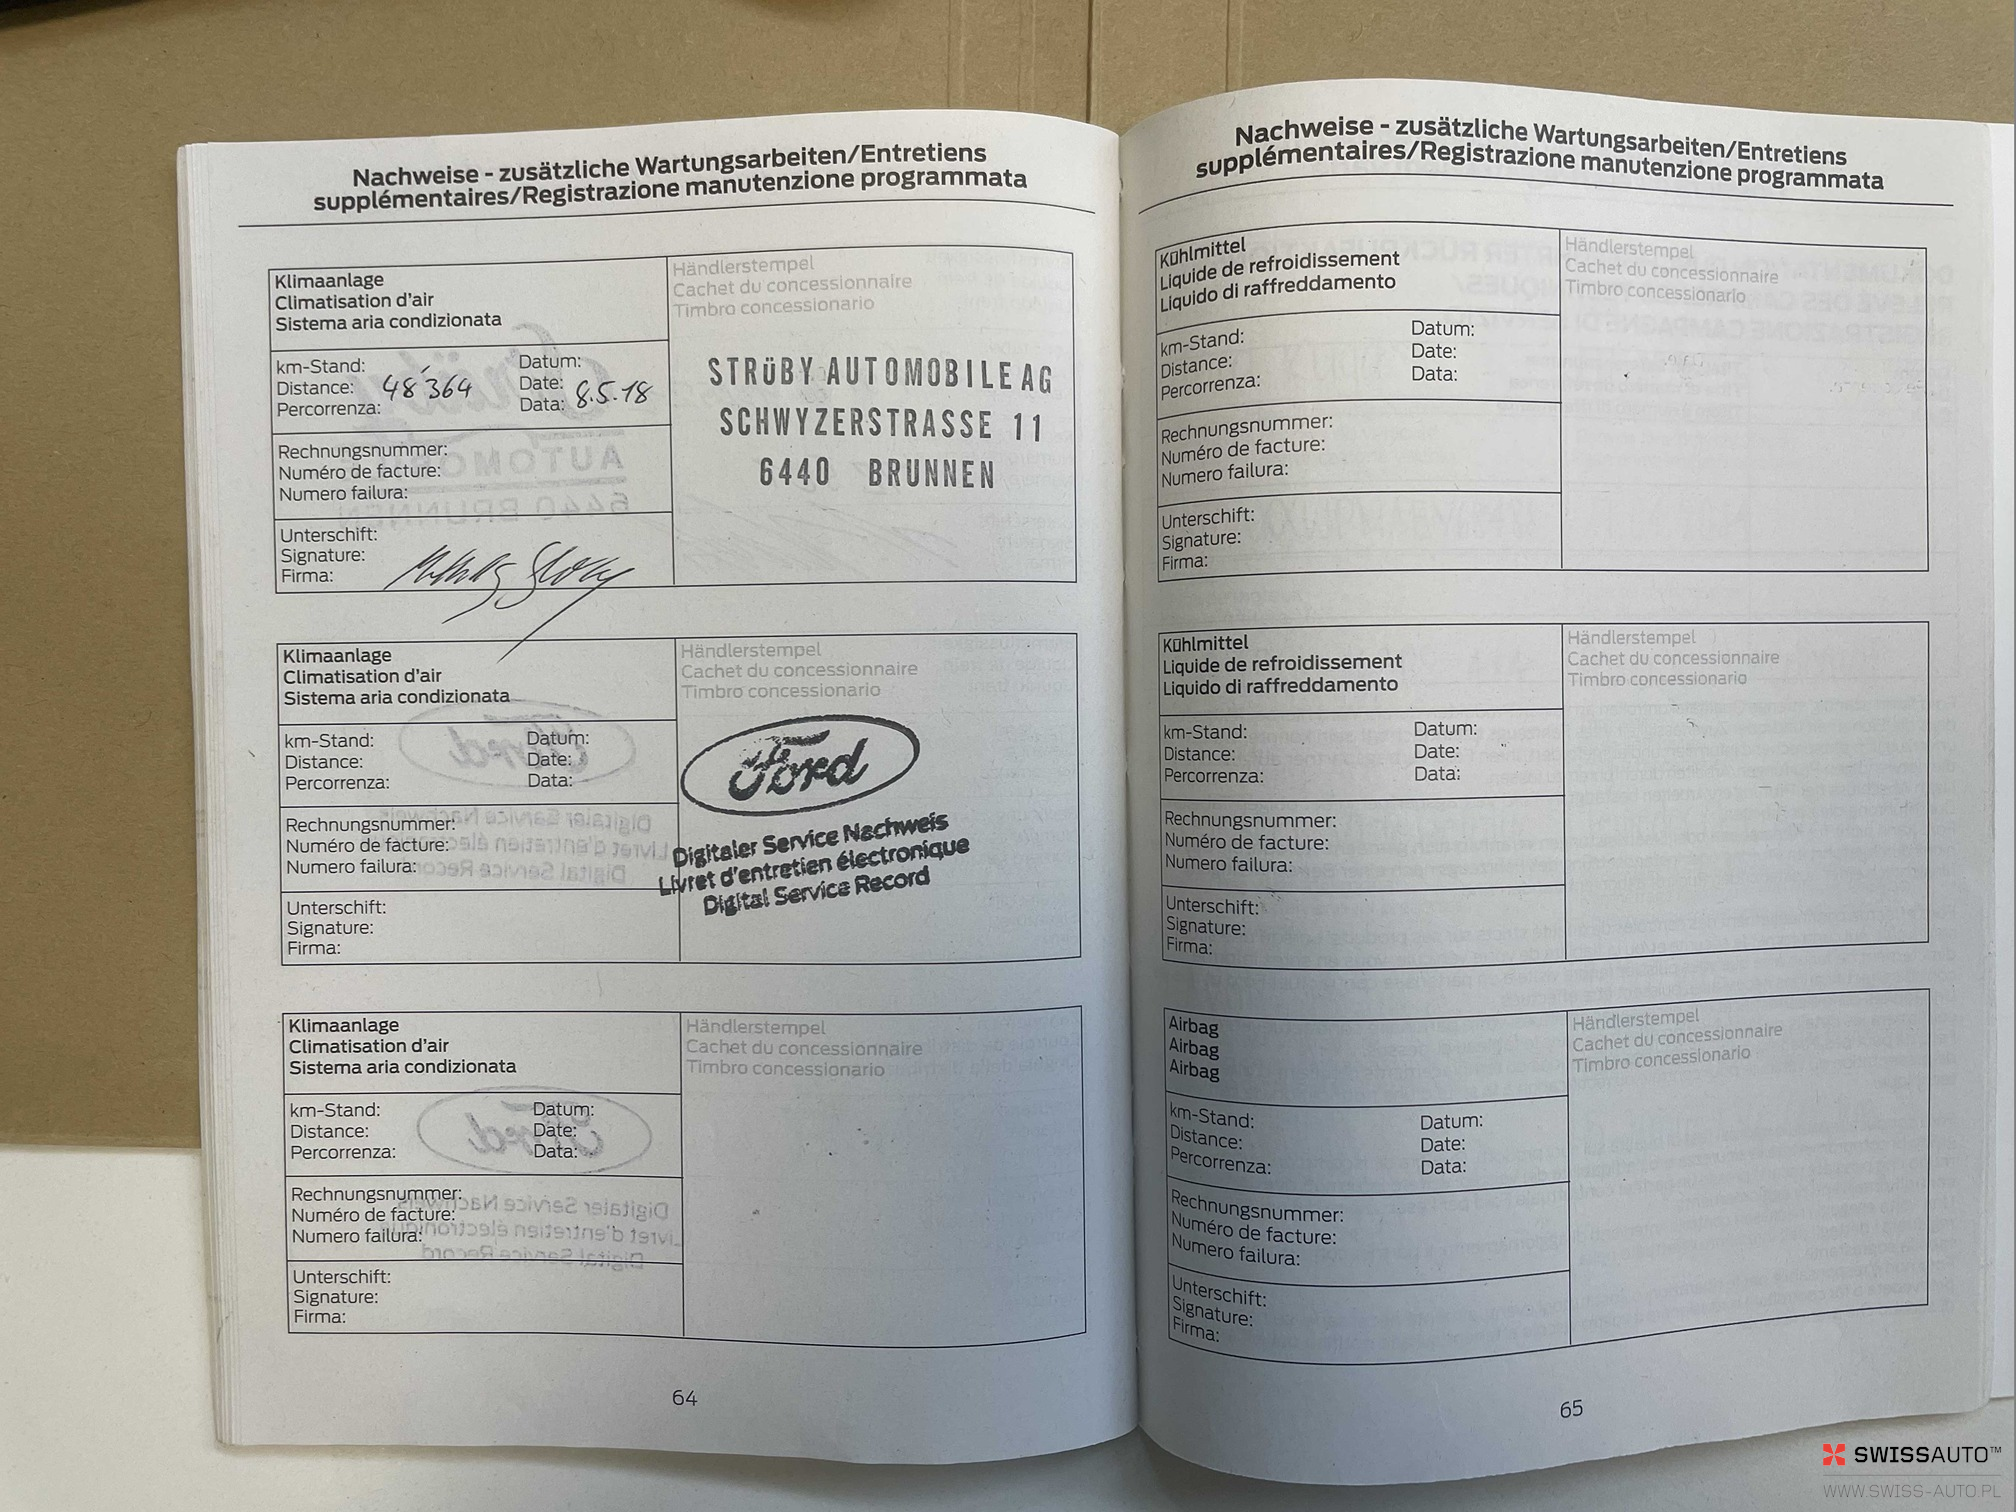 Nachweise - zusätzliche Wartungsarbeiten/Entretiens
supplémentaires/Registrazione manutenzione programmata
Klimaanlage
Climatisation d'air
Sistema aria condizionata
Händlerstempel
Cachet du concessionnaire
Timbro concessionario
km-Stand:
Distance: 48'364
Percorrenza:
Datum:
Date:
Data: 8.5.18
STRÜBY AUTOMOBILE AG
SCHWYZERSTRASSE 11
6440 BRUNNEN
Rechnungsnummer:
Numéro de facture:
Numero failura:
Unterschift:
Signature:
Firma:
Klimaanlage
Climatisation d'air
Sistema aria condizionata
Händlerstempel
Cachet du concessionnaire
Timbro concessionario
km-Stand:
Distance:
Percorrenza:
Datum:
Date:
Data:
Ford
Digitaler Service Nachweis
Livret d'entretien électronique
Digital Service Record
Rechnungsnummer:
Numéro de facture:
Numero failura:
Unterschift:
Signature:
Firma:
Klimaanlage
Climatisation d'air
Sistema aria condizionata
Händlerstempel
Cachet du concessionnaire
Timbro concessionario
km-Stand:
Distance:
Percorrenza:
Datum:
Date:
Data:
Rechnungsnummer:
Numéro de facture:
Numero failura:
Unterschift:
Signature:
Firma:
64
Nachweise - zusätzliche Wartungsarbeiten/Entretiens
supplémentaires/Registrazione manutenzione programmata
Kühlmittel
Liquide de refroidissement
Liquido di raffreddamento
Händlerstempel
Cachet du concessionnaire
Timbro concessionario
km-Stand:
Distance:
Percorrenza:
Datum:
Date:
Data:
Rechnungsnummer:
Numéro de facture:
Numero failura:
Unterschift:
Signature:
Firma:
Kühlmittel
Liquide de refroidissement
Liquido di raffreddamento
Händlerstempel
Cachet du concessionnaire
Timbro concessionario
km-Stand:
Distance:
Percorrenza:
Datum:
Date:
Data:
Rechnungsnummer:
Numéro de facture:
Numero failura:
Unterschift:
Signature:
Firma:
Airbag
Airbag
Airbag
Händlerstempel
Cachet du concessionnaire
Timbro concessionario
km-Stand:
Distance:
Percorrenza:
Datum:
Date:
Data:
Rechnungsnummer:
Numéro de facture:
Numero failura:
Unterschift:
Signature:
Firma:
65
SWISSAUTO™
WWW.SWISS-AUTO.PL